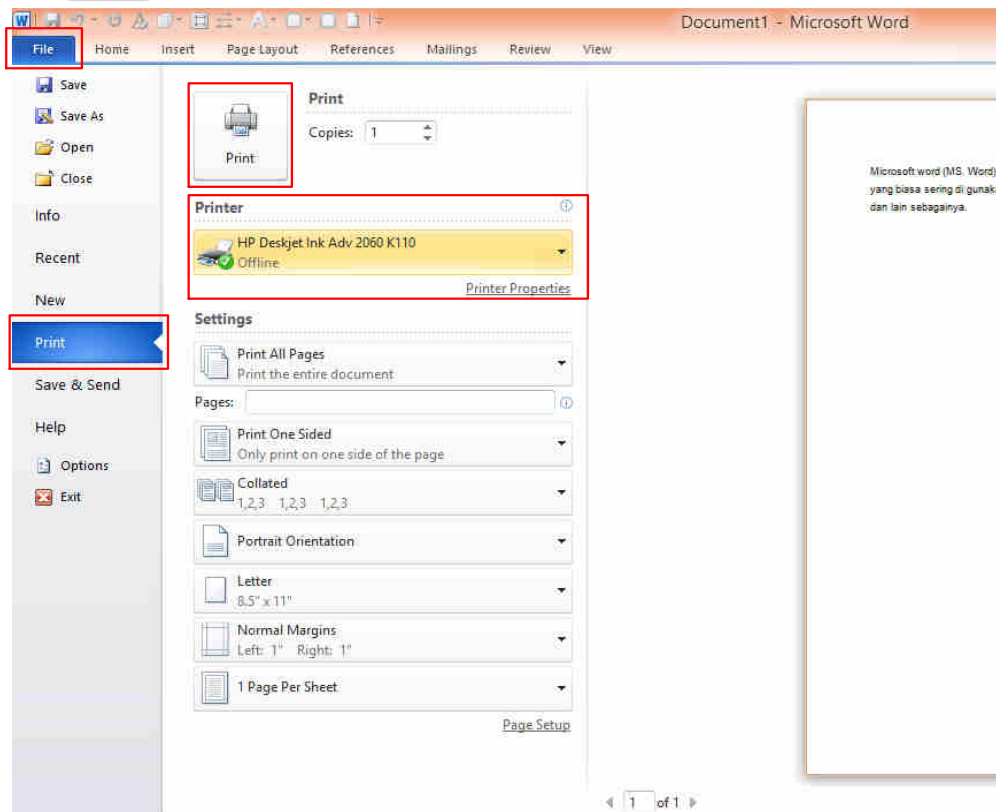 Document1 - Microsoft Word
File Home Insert Page Layout References Mailings Review View
Save
Save As
Open
Close
Info
Recent
New
Print
Save & Send
Help
Options
Exit
Print
Print
Copies: 1
Printer
HP Deskjet Ink Adv 2060 K110
Offline
Printer Properties
Settings
Print All Pages
Print the entire document
Pages:
Print One Sided
Only print on one side of the page
Collated
1,2,3 1,2,3 1,2,3
Portrait Orientation
Letter
8.5" x 11"
Normal Margins
Left: 1" Right: 1"
1 Page Per Sheet
Page Setup
Microsoft word (MS. Word)
yang biasa sering di gunaka
dan lain sebagainya.
1 of 1